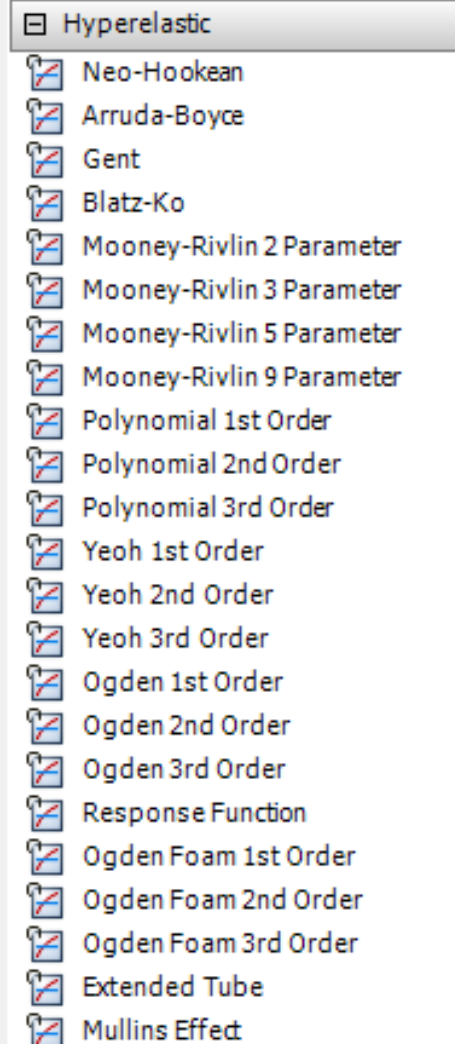 Hyperelastic
Neo-Hookean
Arruda-Boyce
Gent
Blatz-Ko
Mooney-Rivlin 2 Parameter
Mooney-Rivlin 3 Parameter
Mooney-Rivlin 5 Parameter
Mooney-Rivlin 9 Parameter
Polynomial 1st Order
Polynomial 2nd Order
Polynomial 3rd Order
Yeoh 1st Order
Yeoh 2nd Order
Yeoh 3rd Order
Ogden 1st Order
Ogden 2nd Order
Ogden 3rd Order
Response Function
Ogden Foam 1st Order
Ogden Foam 2nd Order
Ogden Foam 3rd Order
Extended Tube
Mullins Effect